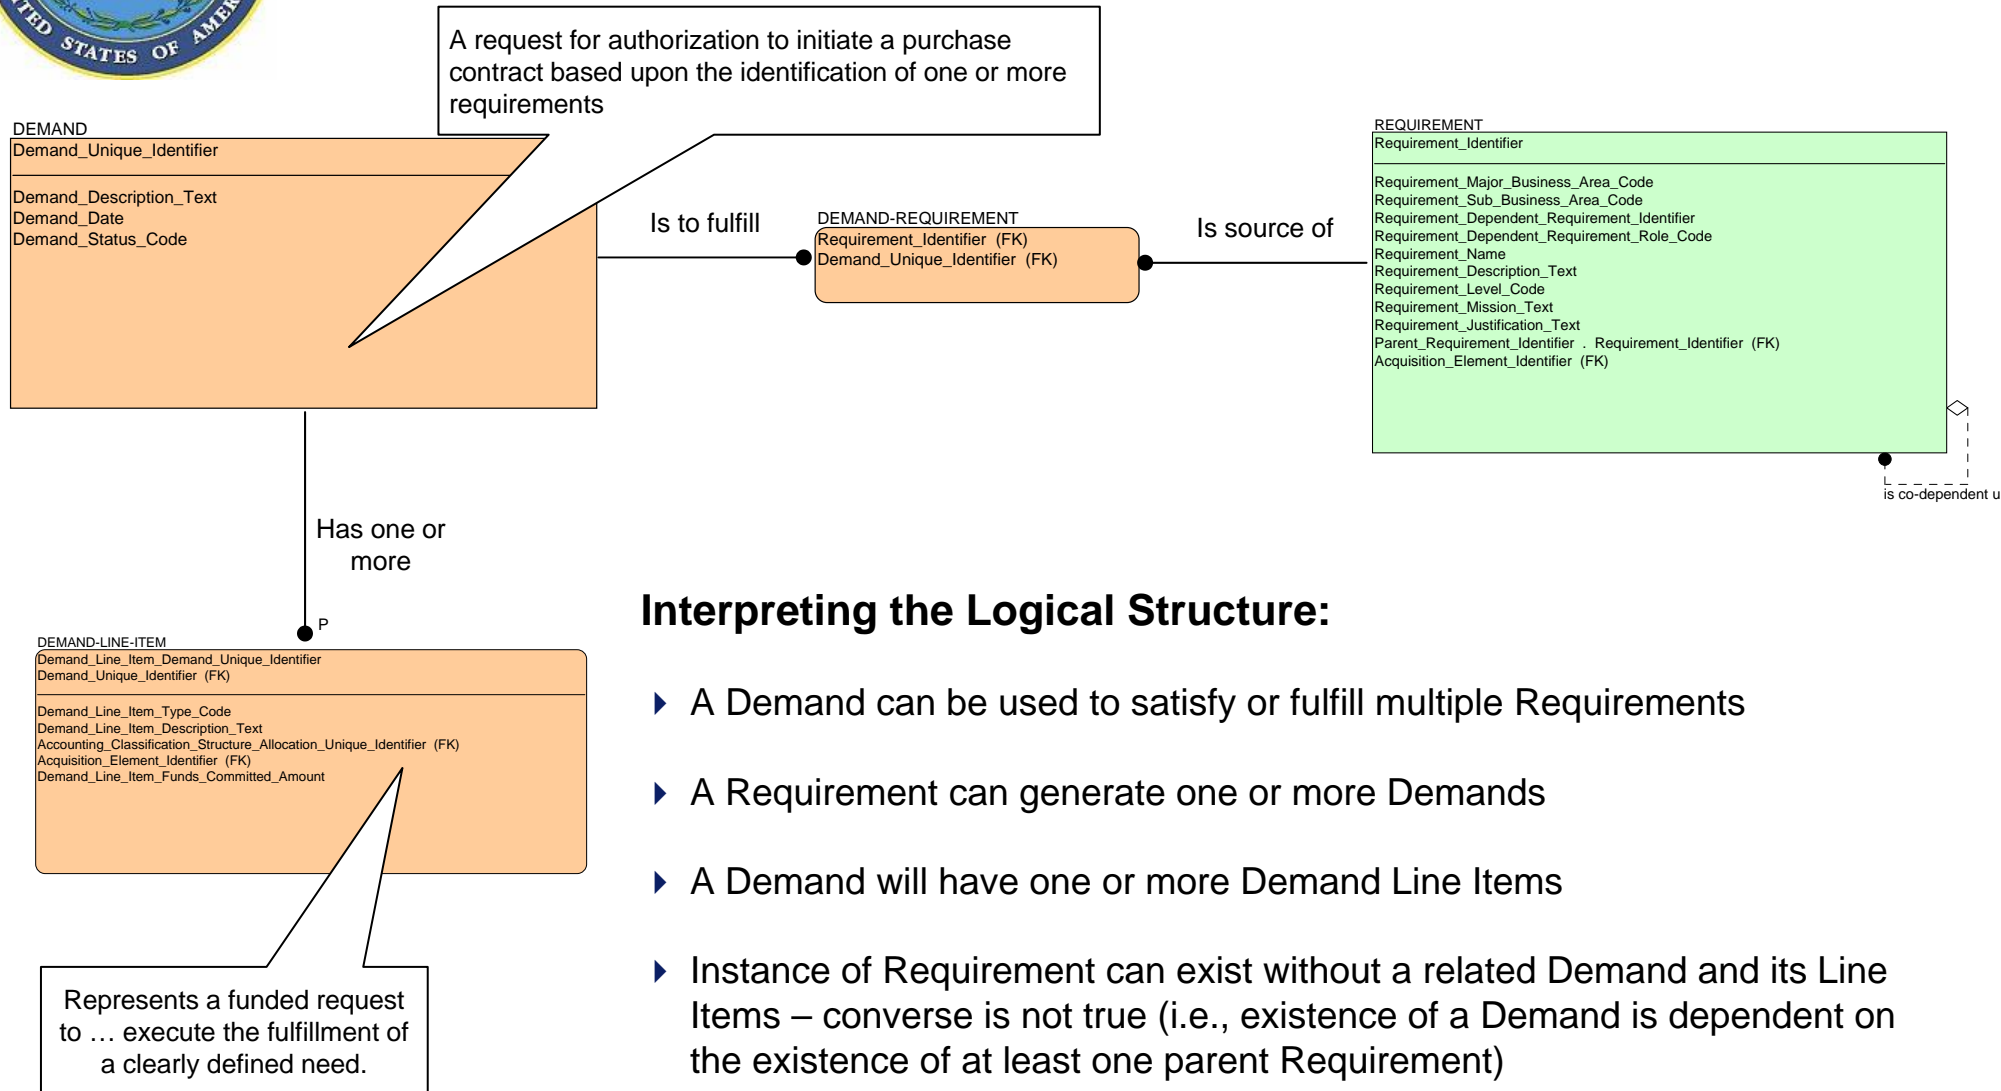 UNITED STATES OF AMER
A request for authorization to initiate a purchase
contract based upon the identification of one or more
requirements
DEMAND
Demand_Unique_Identifier
Demand_Description_Text
Demand_Date
Demand_Status_Code
Is to fulfill
DEMAND-REQUIREMENT
Requirement_Identifier (FK)
Demand_Unique_Identifier (FK)
Is source of
REQUIREMENT
Requirement_Identifier
Requirement_Major_Business_Area_Code
Requirement_Sub_Business_Area_Code
Requirement_Dependent_Requirement_Identifier
Requirement_Dependent_Requirement_Role_Code
Requirement_Name
Requirement_Description_Text
Requirement_Level_Code
Requirement_Mission_Text
Requirement_Justification_Text
Parent_Requirement_Identifier . Requirement_Identifier (FK)
Acquisition_Element_Identifier (FK)
is co-dependent u
Has one or
more
P
DEMAND-LINE-ITEM
Demand_Line_Item_Demand_Unique_Identifier
Demand_Unique_Identifier (FK)
Demand_Line_Item_Type_Code
Demand_Line_Item_Description_Text
Accounting_Classification_Structure_Allocation_Unique_Identifier (FK)
Acquisition_Element_Identifier (FK)
Demand_Line_Item_Funds_Committed_Amount
Represents a funded request
to … execute the fulfillment of
a clearly defined need.
Interpreting the Logical Structure:
A Demand can be used to satisfy or fulfill multiple Requirements
A Requirement can generate one or more Demands
A Demand will have one or more Demand Line Items
Instance of Requirement can exist without a related Demand and its Line
Items – converse is not true (i.e., existence of a Demand is dependent on
the existence of at least one parent Requirement)